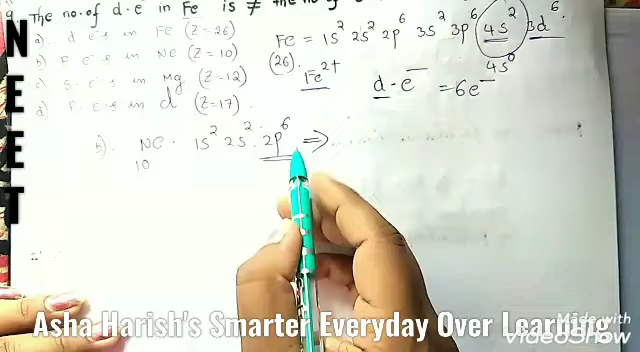 The no. of d-e⁻ in Fe is ≠ the no. of
a). d e⁻s in Fe (Z=26)
b). P e⁻s in Ne (Z=10)
c). S. e⁻s in Mg (Z=12)
d). P. e⁻s in cl (Z=17).
Fe = 1s² 2s² 2p⁶ 3s² 3p⁶ 4s² 3d⁶.
(26).
4s⁰
Fe²⁺
d-e⁻ = 6e⁻
b). Ne. 1s² 2s². 2p⁶ ⇒
10
NEET
Asha Harish's Smarter Everyday Over Learning
Made with
VideoShow